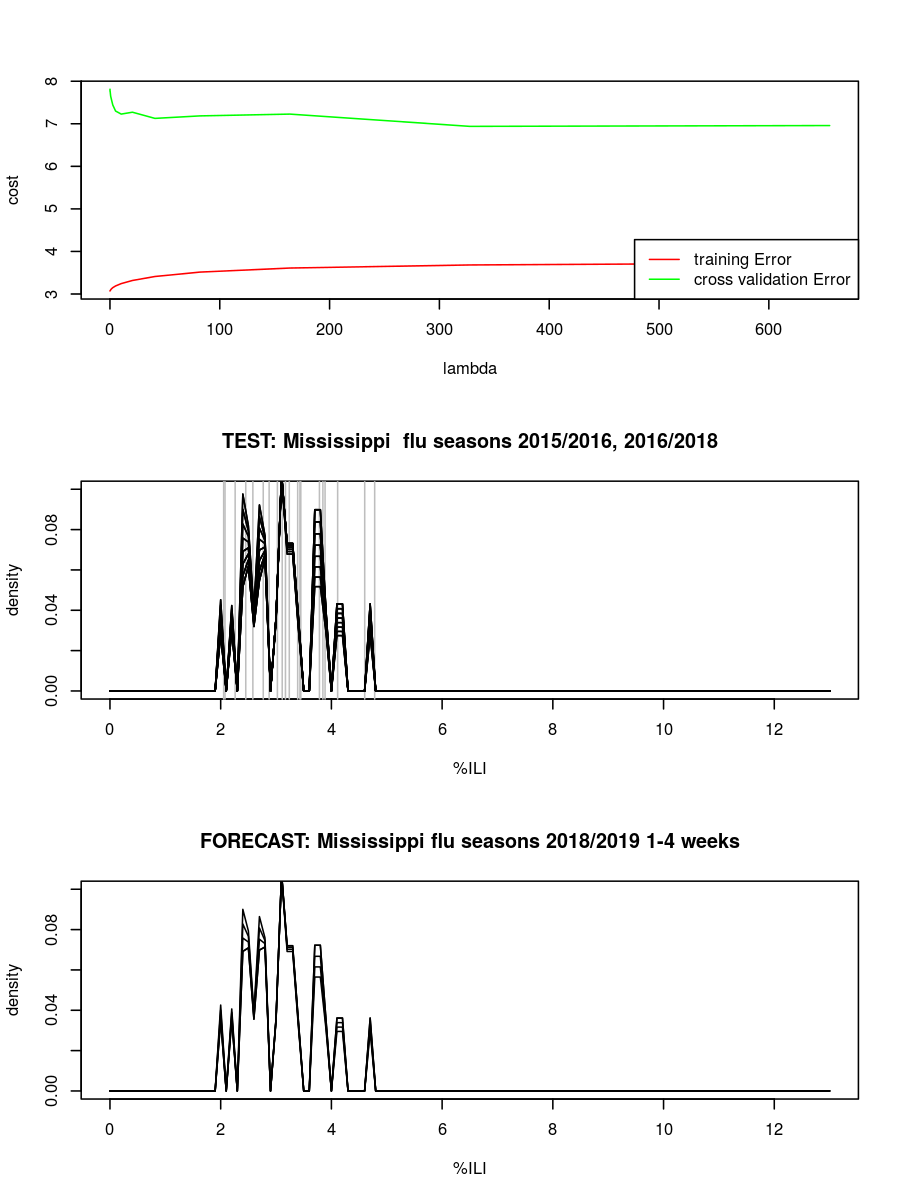 8
7
6
5
4
3
cost
training Error
cross validation Error
0 100 200 300 400 500 600
lambda
TEST: Mississippi  flu seasons 2015/2016, 2016/2018
0.08
0.04
0.00
density
0 2 4 6 8 10 12
%ILI
FORECAST: Mississippi flu seasons 2018/2019 1-4 weeks
0.08
0.04
0.00
density
0 2 4 6 8 10 12
%ILI